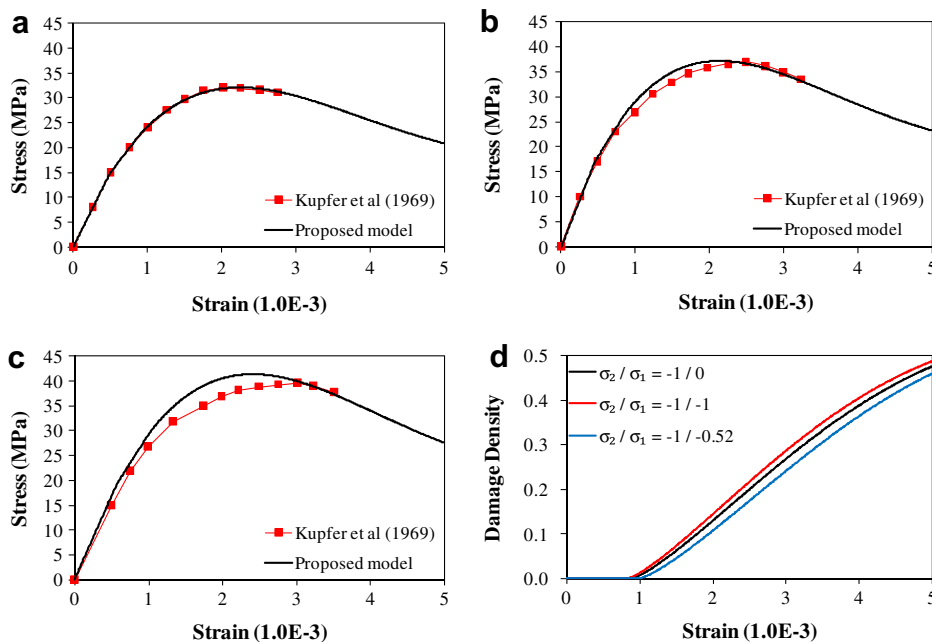 a
45
40
35
30
25
20
15
10
5
0
Stress (MPa)
Kupfer et al (1969)
Proposed model
0 1 2 3 4 5
Strain (1.0E-3)
b
45
40
35
30
25
20
15
10
5
0
Stress (MPa)
Kupfer et al (1969)
Proposed model
0 1 2 3 4 5
Strain (1.0E-3)
c
45
40
35
30
25
20
15
10
5
0
Stress (MPa)
Kupfer et al (1969)
Proposed model
0 1 2 3 4 5
Strain (1.0E-3)
d
0.5
0.4
0.3
0.2
0.1
0.0
Damage Density
σ₂ / σ₁ = -1 / 0
σ₂ / σ₁ = -1 / -1
σ₂ / σ₁ = -1 / -0.52
0 1 2 3 4 5
Strain (1.0E-3)